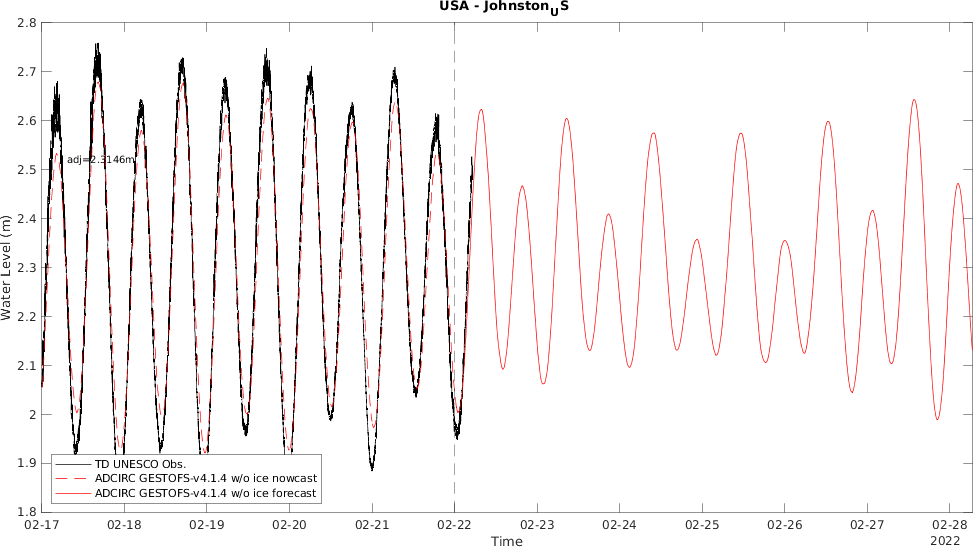 USA - Johnston_US
2.8
2.7
2.6
2.5
2.4
2.3
2.2
2.1
2
1.9
1.8
Water Level (m)
adj=2.3146m
TD UNESCO Obs.
ADCIRC GESTOFS-v4.1.4 w/o ice nowcast
ADCIRC GESTOFS-v4.1.4 w/o ice forecast
02-17 02-18 02-19 02-20 02-21 02-22 02-23 02-24 02-25 02-26 02-27 02-28
Time
2022